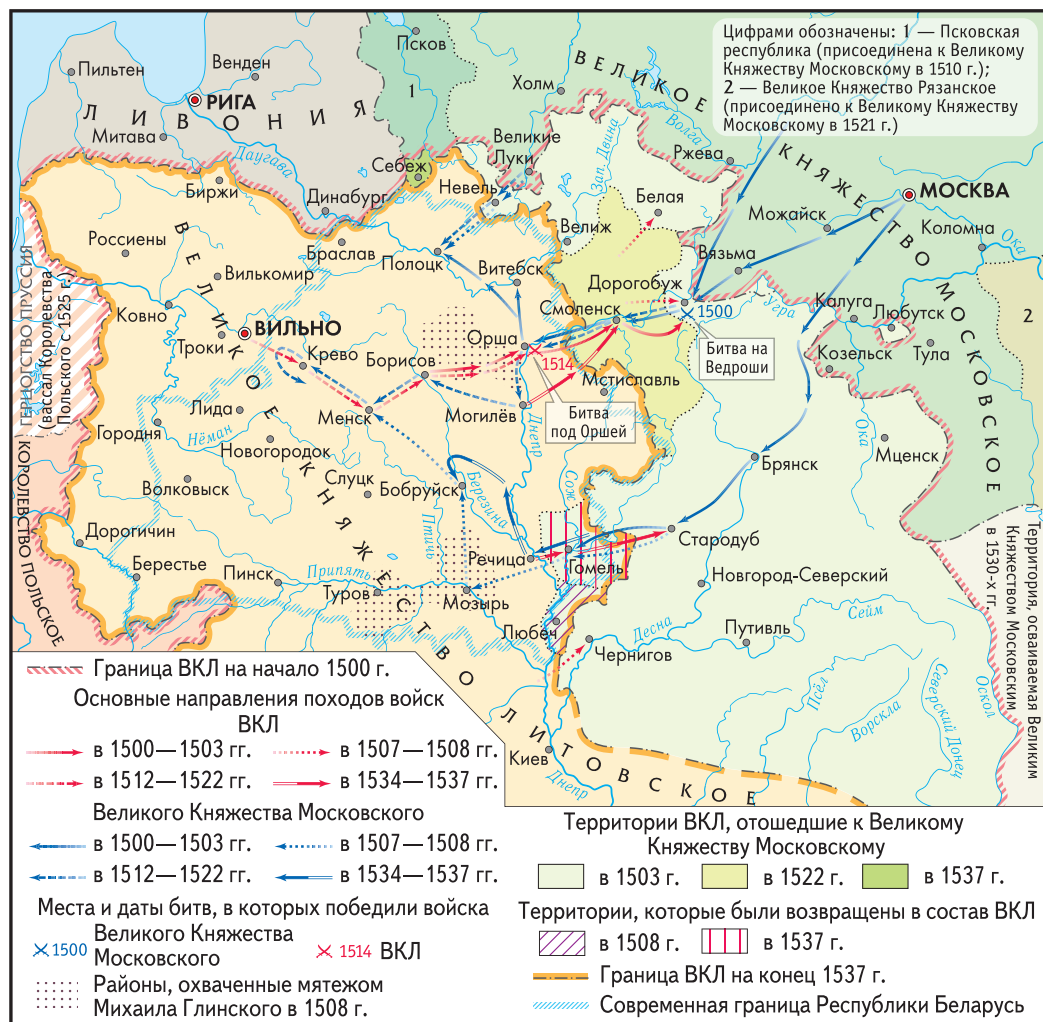 Цифрами обозначены: 1 — Псковская
республика (присоединена к Великому
Княжеству Московскому в 1510 г.);
2 — Великое Княжество Рязанское
(присоединено к Великому Княжеству
Московскому в 1521 г.)
Псков
1
Пильтен
Венден
РИГА
ЛИВОНИЯ
Митава
Даугава
Холм
ВЕЛИКОЕ
КНЯЖЕСТВО МОСКОВСКОЕ
Волга
Ржева
Великие
Луки
Зап. Двина
Себеж
Невель
Биржи
Динабург
Браслав
Белая
МОСКВА
Можайск
Коломна
Ока
Велиж
Вязьма
Россиены
Вилькомир
Полоцк
Витебск
Дорогобуж
Смоленск
1500
Угра
Калуга
Любутск
2
ГЕРЦОГСТВО ПРУССИЯ
(вассал Королевства
Польского с 1525 г.)
Ковно
ВИЛЬНО
Троки
Крево
Борисов
Орша
1514
Битва на
Ведроши
Козельск
Тула
Мстиславль
Лида
Менск
Могилёв
Битва
под Оршей
Днепр
Городня
Нёман
Новогородок
Ока
Мценск
Брянск
КОРОЛЕВСТВО ПОЛЬСКОЕ
Волковыск
Слуцк
Бобруйск
Березина
Сож
Птичь
ВЕЛИКОЕ КНЯЖЕСТВО ЛИТОВСКОЕ
Дорогичин
Берестье
Пинск
Припять
Туров
Мозырь
Речица
Гомель
Стародуб
Новгород-Северский
Любеч
Десна
Сейм
Чернигов
Путивль
Псёл
Ворскла
Северский Донец
Оскол
Территория, осваиваемая Великим
Княжеством Московским
в 1530-х гг.
Киев
Днепр
Граница ВКЛ на начало 1500 г.
Основные направления походов войск
ВКЛ
в 1500—1503 гг.
в 1507—1508 гг.
в 1512—1522 гг.
в 1534—1537 гг.
Великого Княжества Московского
в 1500—1503 гг.
в 1507—1508 гг.
в 1512—1522 гг.
в 1534—1537 гг.
Места и даты битв, в которых победили войска
1500 Великого Княжества
Московского
1514 ВКЛ
Районы, охваченные мятежом
Михаила Глинского в 1508 г.
Территории ВКЛ, отошедшие к Великому
Княжеству Московскому
в 1503 г.
в 1522 г.
в 1537 г.
Территории, которые были возвращены в состав ВКЛ
в 1508 г.
в 1537 г.
Граница ВКЛ на конец 1537 г.
Современная граница Республики Беларусь